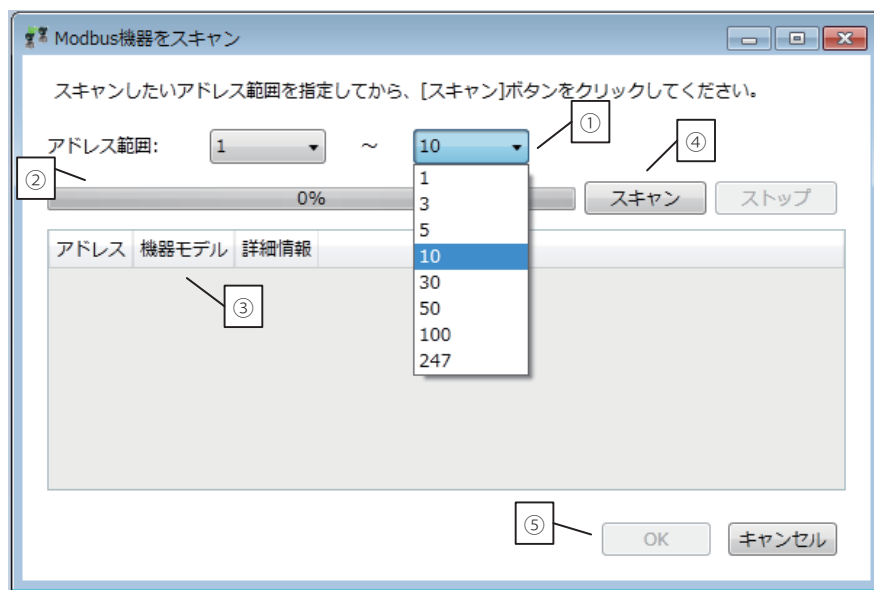 Modbus機器をスキャン
スキャンしたいアドレス範囲を指定してから、[スキャン]ボタンをクリックしてください。
①
アドレス範囲: 1 ～ 10
④
②
0% スキャン ストップ
1
3
5
10
30
50
100
247
アドレス 機器モデル 詳細情報
③
⑤
OK キャンセル